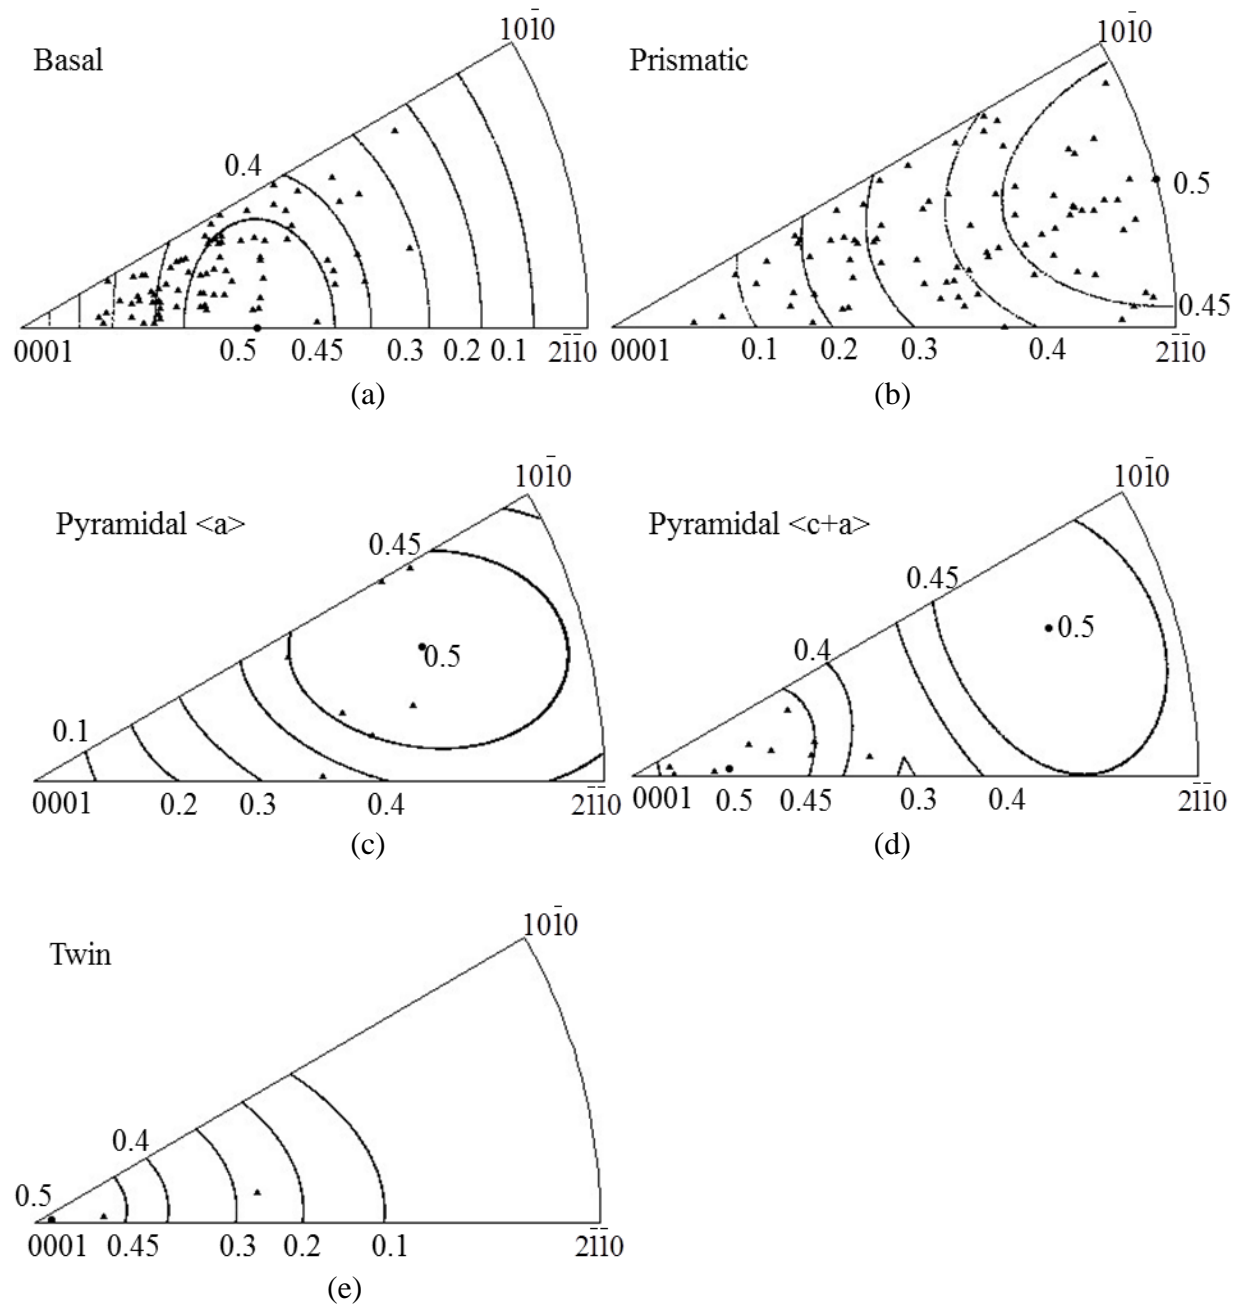 101̄0 101̄0
Basal Prismatic
0.4
0.5
0.45
0001 0.5 0.45 0.3 0.2 0.1 21̄1̄0 0001 0.1 0.2 0.3 0.4 21̄1̄0
(a) (b)
101̄0 101̄0
Pyramidal <a> Pyramidal <c+a>
0.45 0.45
0.5 0.5
0.4
0.1
0001 0.2 0.3 0.4 21̄1̄0 0001 0.5 0.45 0.3 0.4 21̄1̄0
(c) (d)
101̄0
Twin
0.4
0.5
0001 0.45 0.3 0.2 0.1 21̄1̄0
(e)